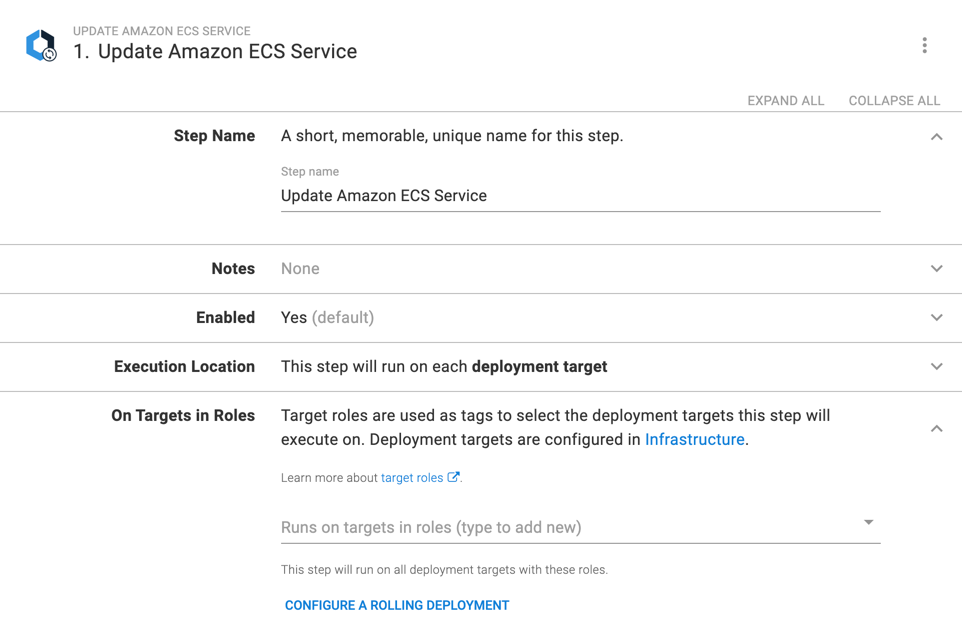 UPDATE AMAZON ECS SERVICE
1. Update Amazon ECS Service
EXPAND ALL COLLAPSE ALL
Step Name A short, memorable, unique name for this step.
Step name
Update Amazon ECS Service
Notes None
Enabled Yes (default)
Execution Location This step will run on each deployment target
On Targets in Roles Target roles are used as tags to select the deployment targets this step will
execute on. Deployment targets are configured in Infrastructure.
Learn more about target roles.
Runs on targets in roles (type to add new)
This step will run on all deployment targets with these roles.
CONFIGURE A ROLLING DEPLOYMENT